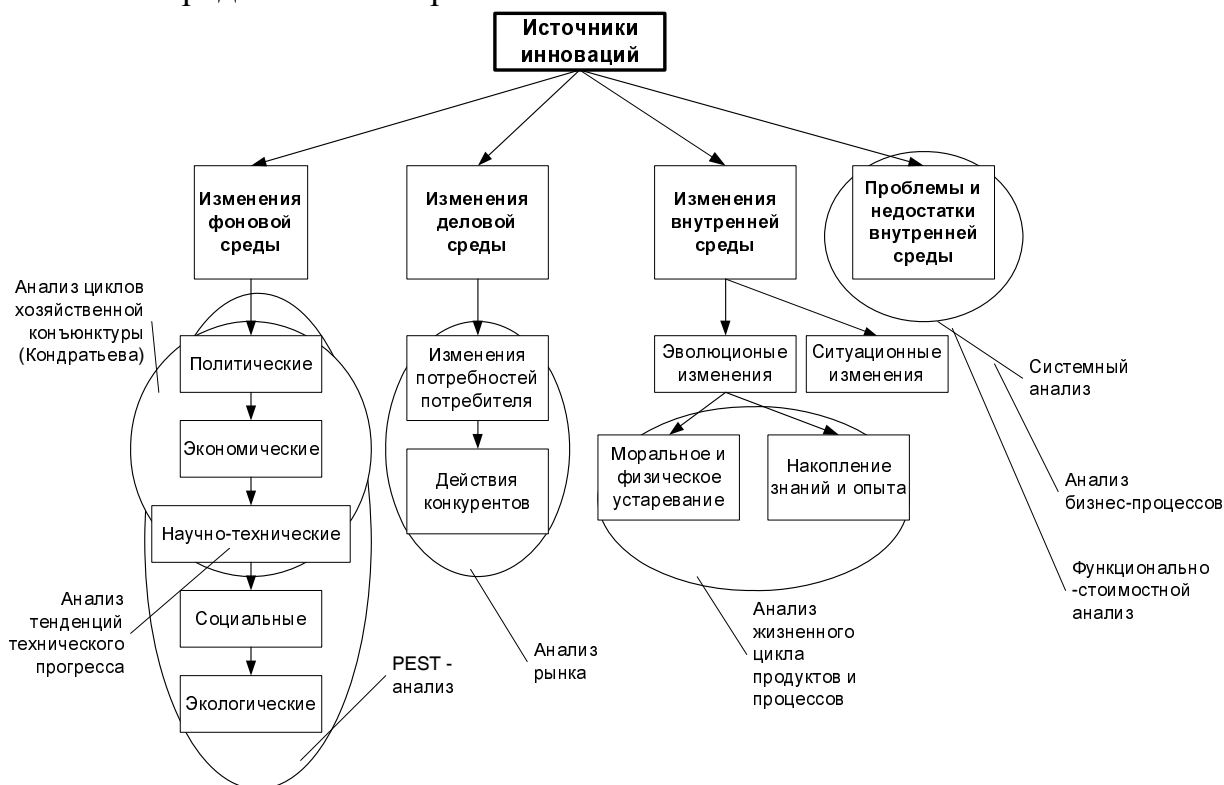 Источники
инноваций
Изменения
фоновой
среды
Изменения
деловой
среды
Изменения
внутренней
среды
Проблемы и
недостатки
внутренней
среды
Анализ циклов
хозяйственной
конъюнктуры
(Кондратьева)
Политические
Экономические
Научно-технические
Социальные
Экологические
Анализ
тенденций
технического
прогресса
PEST -
анализ
Изменения
потребностей
потребителя
Действия
конкурентов
Анализ
рынка
Эволюционые
изменения
Ситуационные
изменения
Моральное и
физическое
устаревание
Накопление
знаний и опыта
Анализ
жизненного
цикла
продуктов и
процессов
Системный
анализ
Анализ
бизнес-процессов
Функционально
-стоимостной
анализ